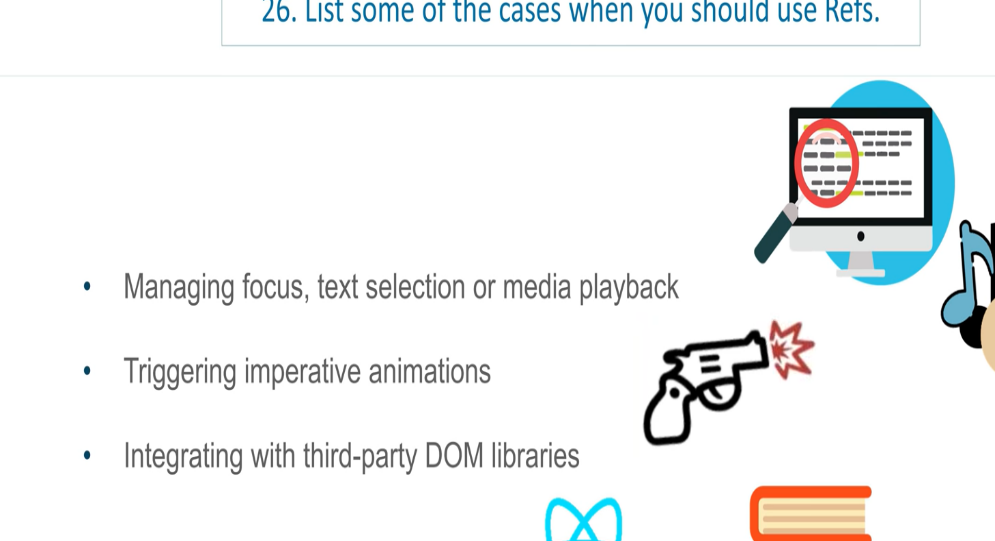 26. List some of the cases when you should use Refs.
• Managing focus, text selection or media playback
• Triggering imperative animations
• Integrating with third-party DOM libraries